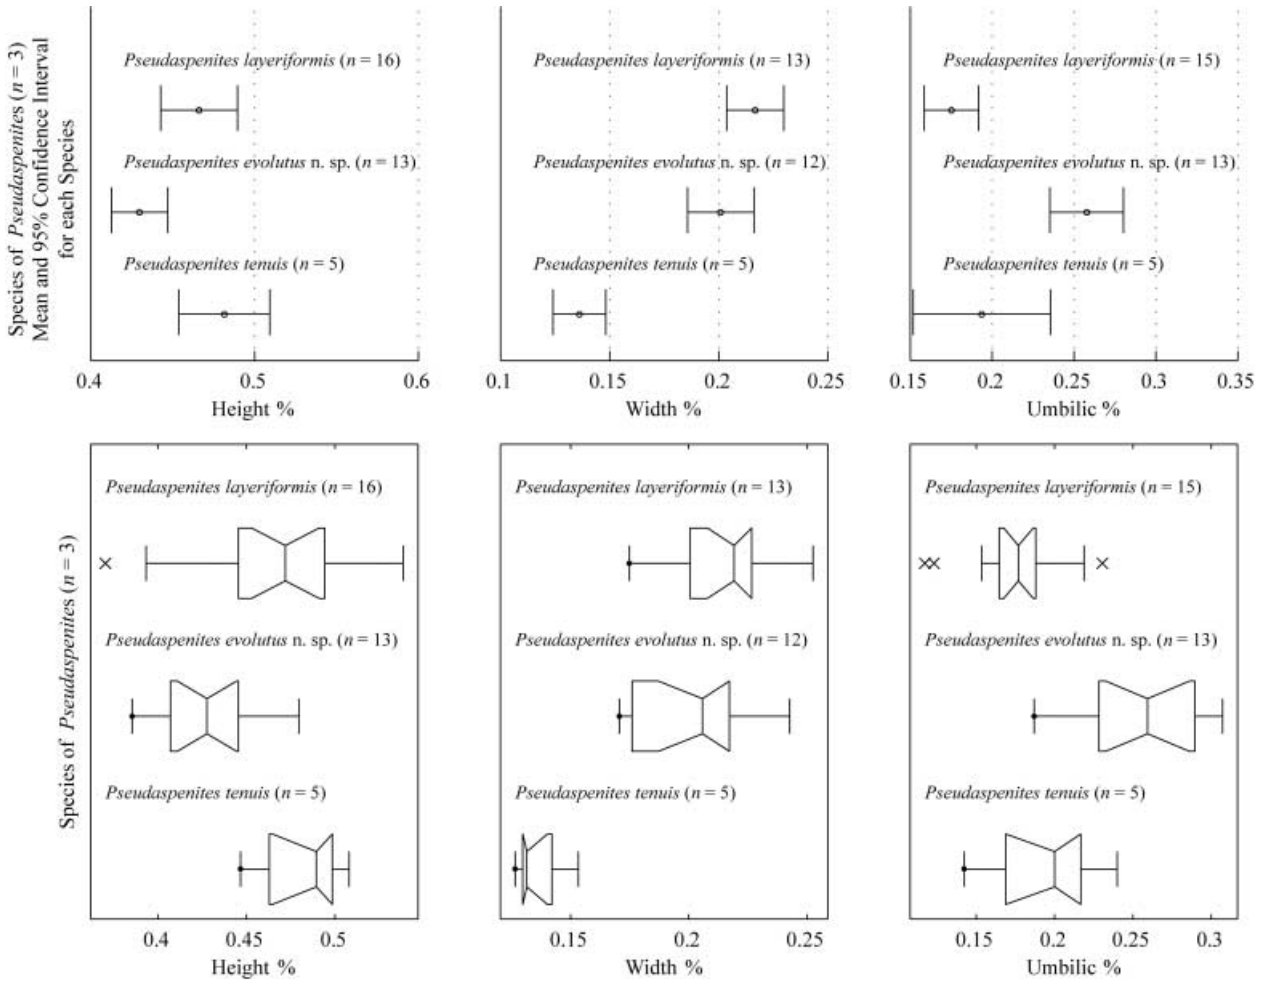 Species of Pseudaspenites (n = 3)
Mean and 95% Confidence Interval
for each Species
Pseudaspenites layeriformis (n = 16)
Pseudaspenites evolutus n. sp. (n = 13)
Pseudaspenites tenuis (n = 5)
0.4 0.5 0.6
Height %
Pseudaspenites layeriformis (n = 13)
Pseudaspenites evolutus n. sp. (n = 12)
Pseudaspenites tenuis (n = 5)
0.1 0.15 0.2 0.25
Width %
Pseudaspenites layeriformis (n = 15)
Pseudaspenites evolutus n. sp. (n = 13)
Pseudaspenites tenuis (n = 5)
0.15 0.2 0.25 0.3 0.35
Umbilic %
Species of Pseudaspenites (n = 3)
Pseudaspenites layeriformis (n = 16)
Pseudaspenites evolutus n. sp. (n = 13)
Pseudaspenites tenuis (n = 5)
0.4 0.45 0.5
Height %
Pseudaspenites layeriformis (n = 13)
Pseudaspenites evolutus n. sp. (n = 12)
Pseudaspenites tenuis (n = 5)
0.15 0.2 0.25
Width %
Pseudaspenites layeriformis (n = 15)
Pseudaspenites evolutus n. sp. (n = 13)
Pseudaspenites tenuis (n = 5)
0.15 0.2 0.25 0.3
Umbilic %